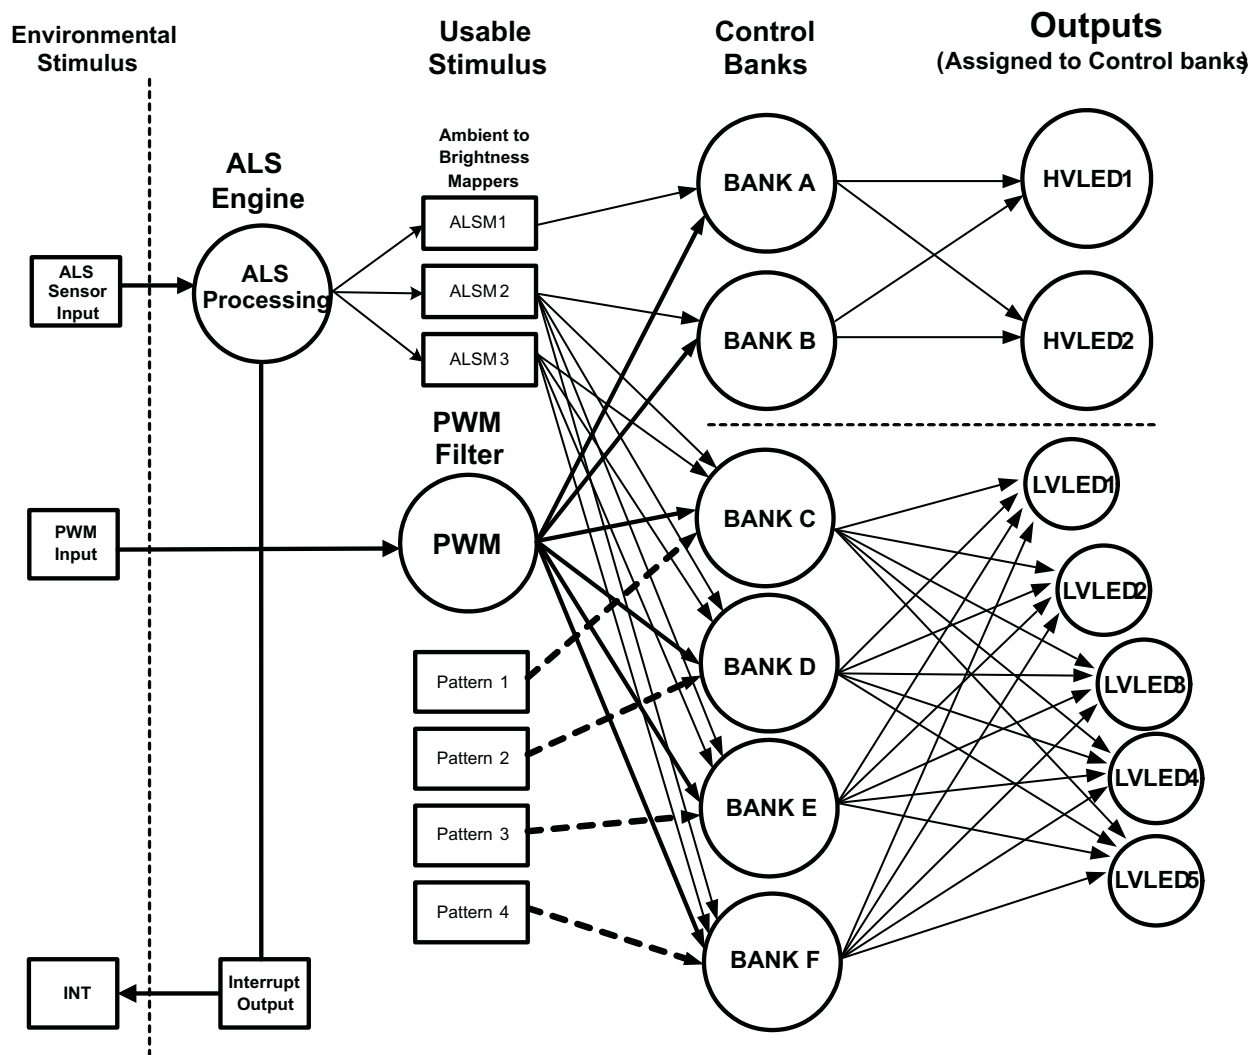 Environmental
Stimulus
Usable
Stimulus
Control
Banks
Outputs
(Assigned to Control banks)
Ambient to
Brightness
Mappers
ALS
Engine
ALS
Sensor
Input
ALS
Processing
ALSM1
ALSM2
ALSM3
BANK A
BANK B
HVLED1
HVLED2
PWM
Filter
PWM
Input
PWM
BANK C
BANK D
BANK E
BANK F
Pattern 1
Pattern 2
Pattern 3
Pattern 4
LVLED1
LVLED2
LVLED3
LVLED4
LVLED5
INT
Interrupt
Output